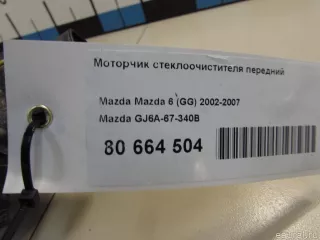 Моторчик стеклоочистителя передний
Mazda Mazda 6 (GG) 2002-2007
Mazda GJ6A-67-340B
80 664 504